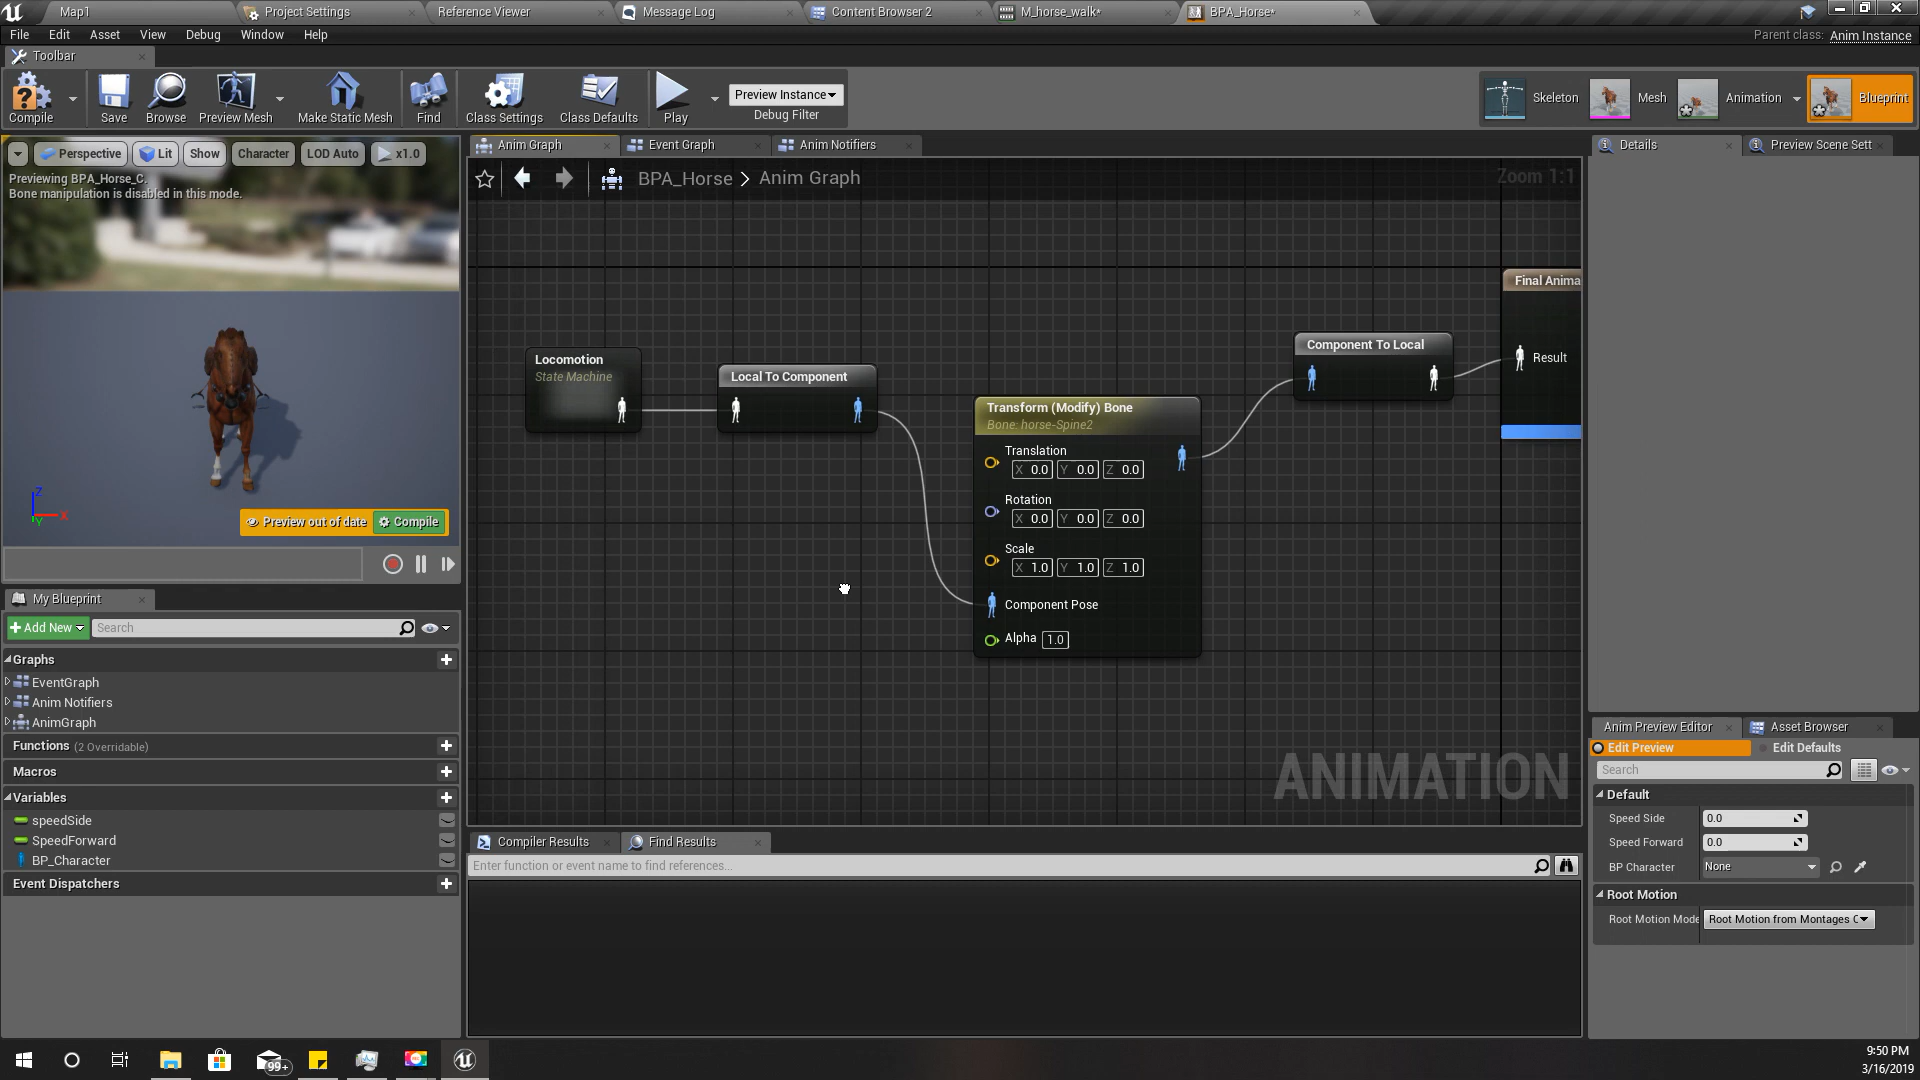 Map1
Project Settings
Reference Viewer
Message Log
Content Browser 2
M_horse_walk*
BPA_Horse*
File Edit Asset View Debug Window Help
Parent class: Anim Instance
Toolbar
Compile
Save
Browse
Preview Mesh
Make Static Mesh
Find
Class Settings
Class Defaults
Play
Preview Instance
Debug Filter
Skeleton
Mesh
Animation
Blueprint
Perspective
Lit
Show
Character
LOD Auto
x1.0
Previewing BPA_Horse_C.
Bone manipulation is disabled in this mode.
Z
X
Y
Preview out of date
Compile
Anim Graph
Event Graph
Anim Notifiers
BPA_Horse > Anim Graph
Zoom 1:1
Locomotion
State Machine
Local To Component
Transform (Modify) Bone
Bone: horse-Spine2
Translation
X 0.0 Y 0.0 Z 0.0
Rotation
X 0.0 Y 0.0 Z 0.0
Scale
X 1.0 Y 1.0 Z 1.0
Component Pose
Alpha 1.0
Component To Local
Final Anima
Result
ANIMATION
Details
Preview Scene Sett
My Blueprint
+ Add New
Search
Graphs
EventGraph
Anim Notifiers
AnimGraph
Functions (2 Overridable)
Macros
Variables
speedSide
SpeedForward
BP_Character
Event Dispatchers
Compiler Results
Find Results
Enter function or event name to find references...
Anim Preview Editor
Asset Browser
Edit Preview
Edit Defaults
Search
Default
Speed Side 0.0
Speed Forward 0.0
BP Character None
Root Motion
Root Motion Mode Root Motion from Montages O
99+
9:50 PM
3/16/2019